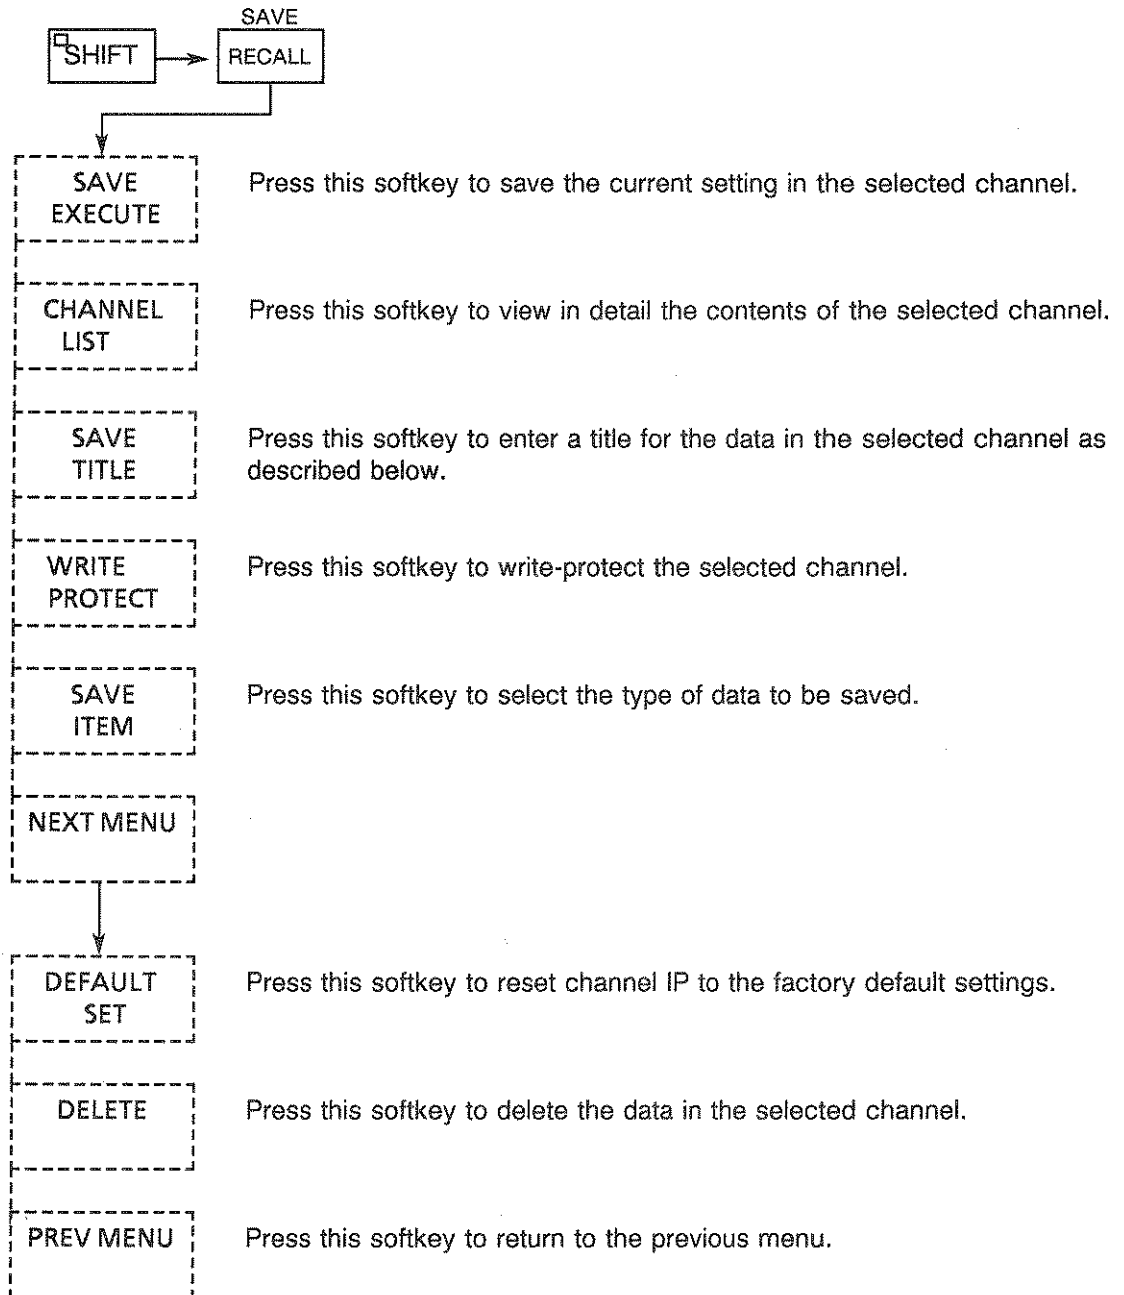 SAVE
SHIFT
RECALL
SAVE
EXECUTE
Press this softkey to save the current setting in the selected channel.
CHANNEL
LIST
Press this softkey to view in detail the contents of the selected channel.
SAVE
TITLE
Press this softkey to enter a title for the data in the selected channel as
described below.
WRITE
PROTECT
Press this softkey to write-protect the selected channel.
SAVE
ITEM
Press this softkey to select the type of data to be saved.
NEXT MENU
DEFAULT
SET
Press this softkey to reset channel IP to the factory default settings.
DELETE
Press this softkey to delete the data in the selected channel.
PREV MENU
Press this softkey to return to the previous menu.